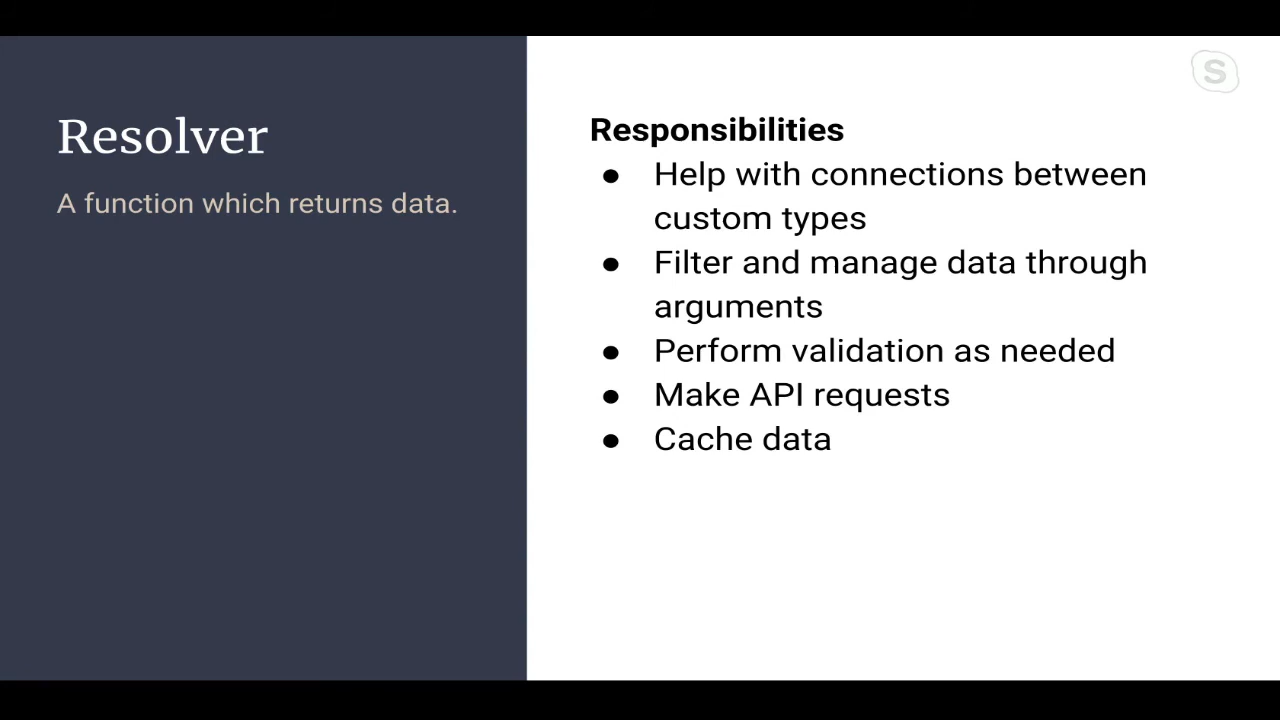 Resolver
A function which returns data.
S
Responsibilities
● Help with connections between
custom types
● Filter and manage data through
arguments
● Perform validation as needed
● Make API requests
● Cache data